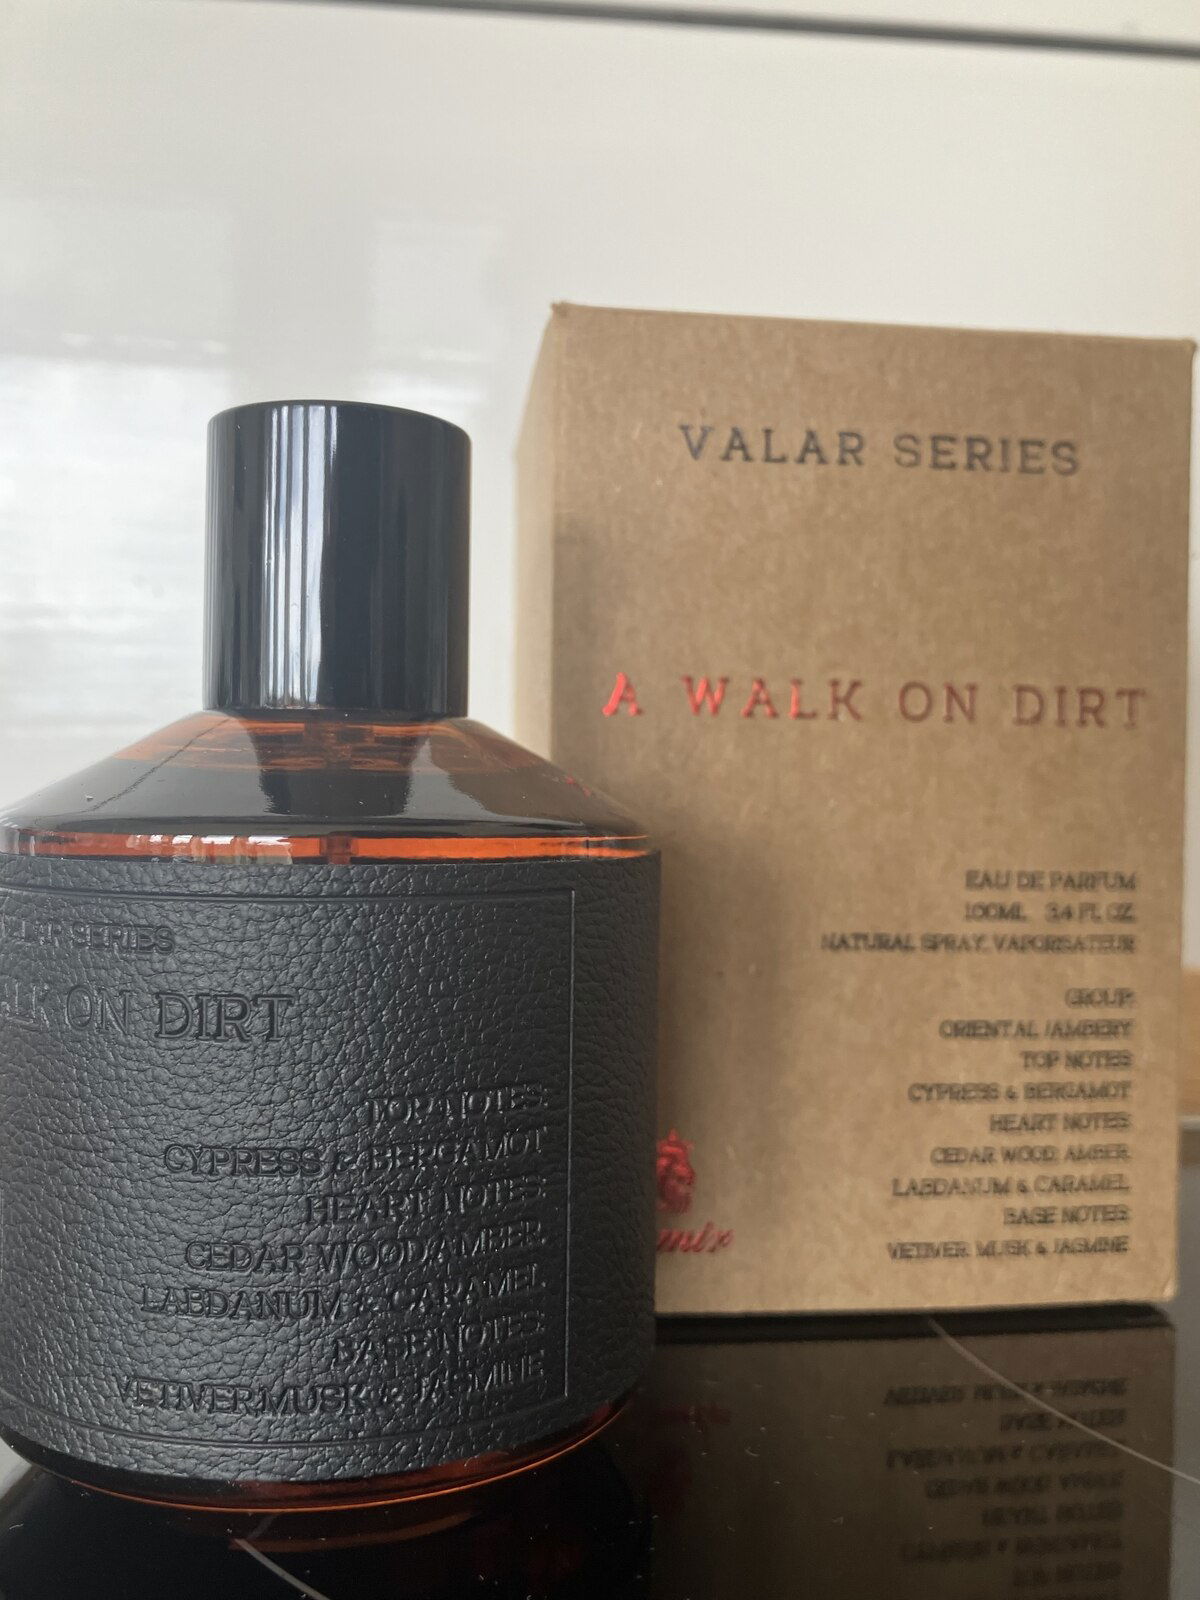 VALAR SERIES
A WALK ON DIRT
EAU DE PARFUM
100ML 3.4 FL OZ.
NATURAL SPRAY. VAPORISATEUR
GROUP:
ORIENTAL /AMBERY
TOP NOTES
CYPRESS & BERGAMOT
HEART NOTES
CEDAR WOOD, AMBER
LABDANUM & CARAMEL
BASE NOTES
VETIVER, MUSK & JASMINE
SERIES
ON DIRT
TOP NOTES:
CYPRESS & BERGAMOT
HEART NOTES:
CEDAR WOOD, AMBER,
LABDANUM & CARAMEL
BASE NOTES:
VETIVER, MUSK & JASMINE